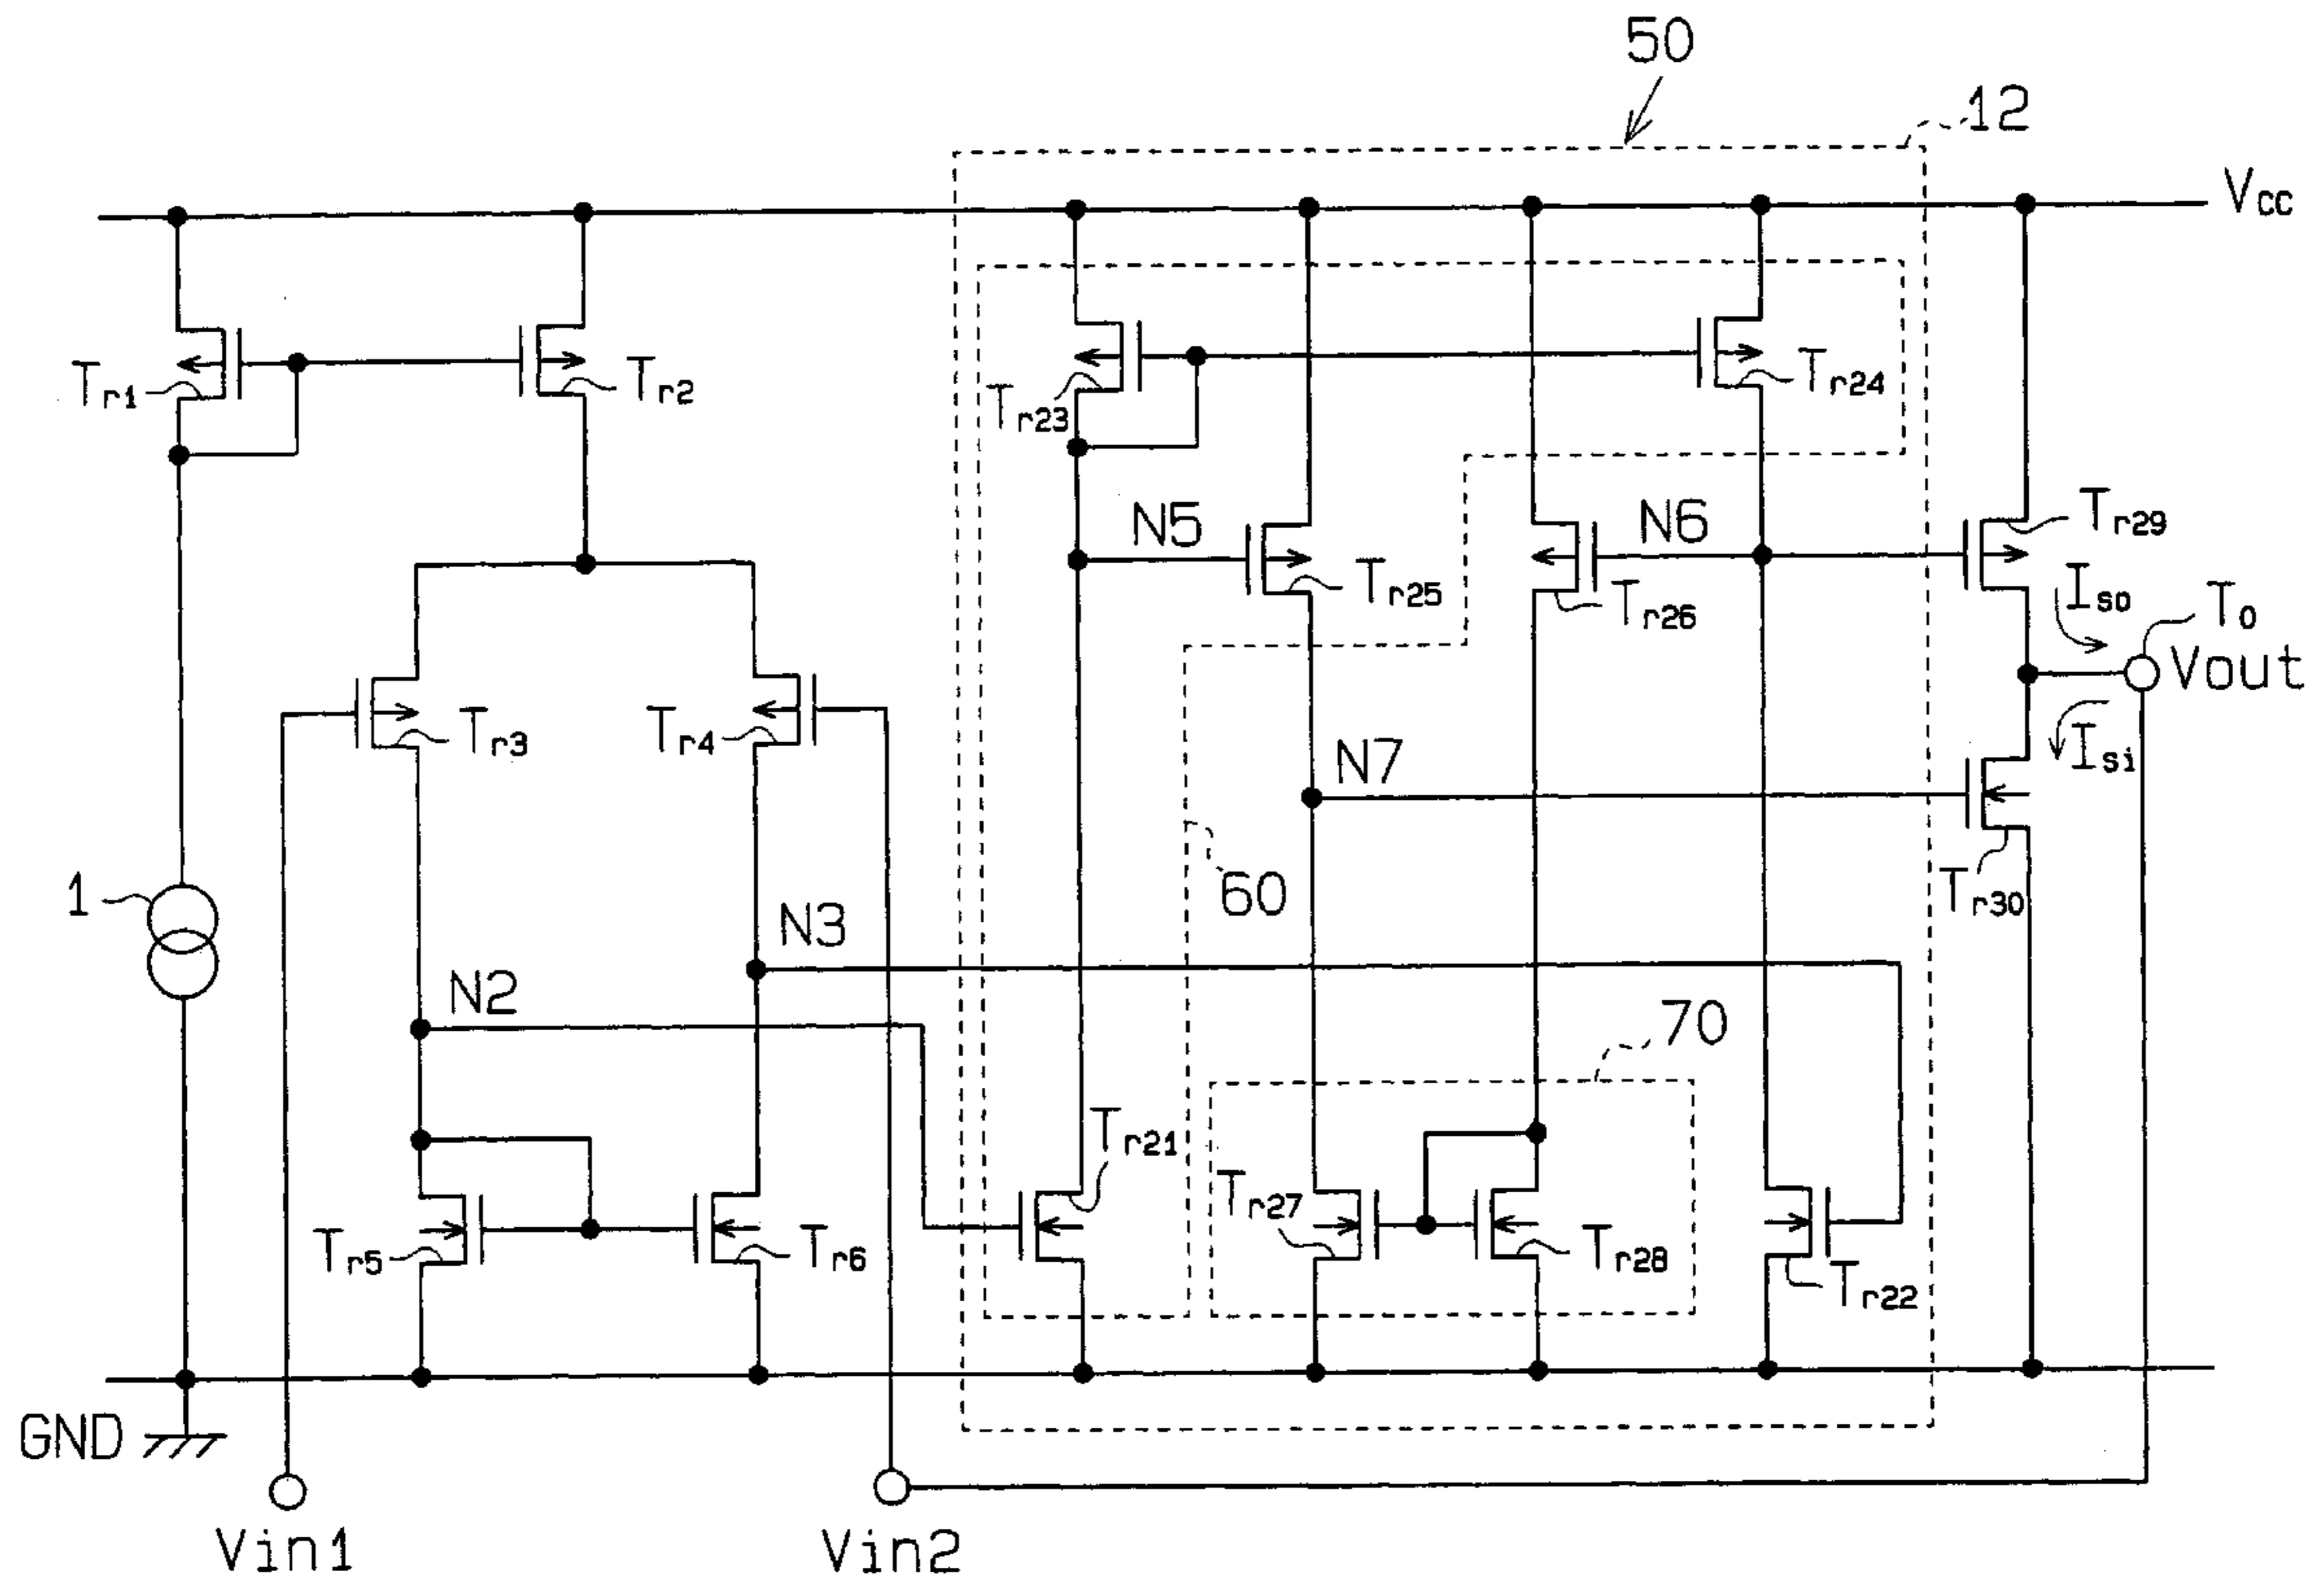 50
12
Vcc
Tr1
Tr2
Tr23
Tr24
N5
N6
Tr29
Tr25
Tr26
Iso
To
Vout
Tr3
Tr4
N7
Isi
1
60
Tr30
N3
N2
70
Tr21
Tr27
Tr5
Tr6
Tr28
Tr22
GND
Vin1
Vin2